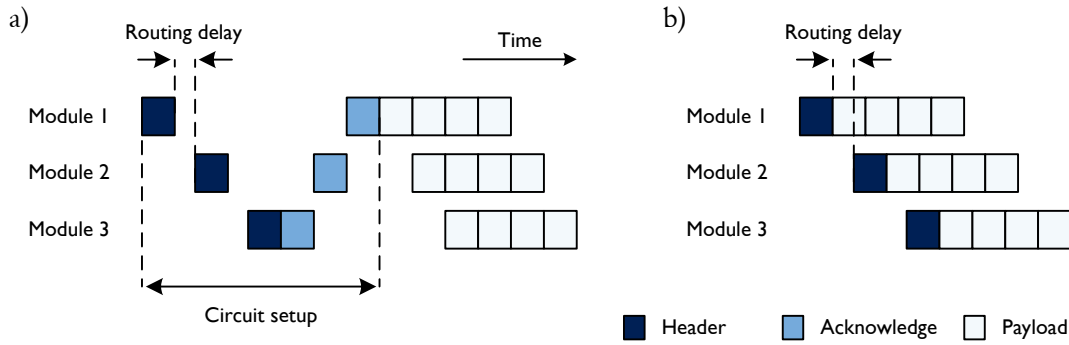 a)
Routing delay
Time
Module 1
Module 2
Module 3
Circuit setup
b)
Routing delay
Module 1
Module 2
Module 3
Header
Acknowledge
Payload